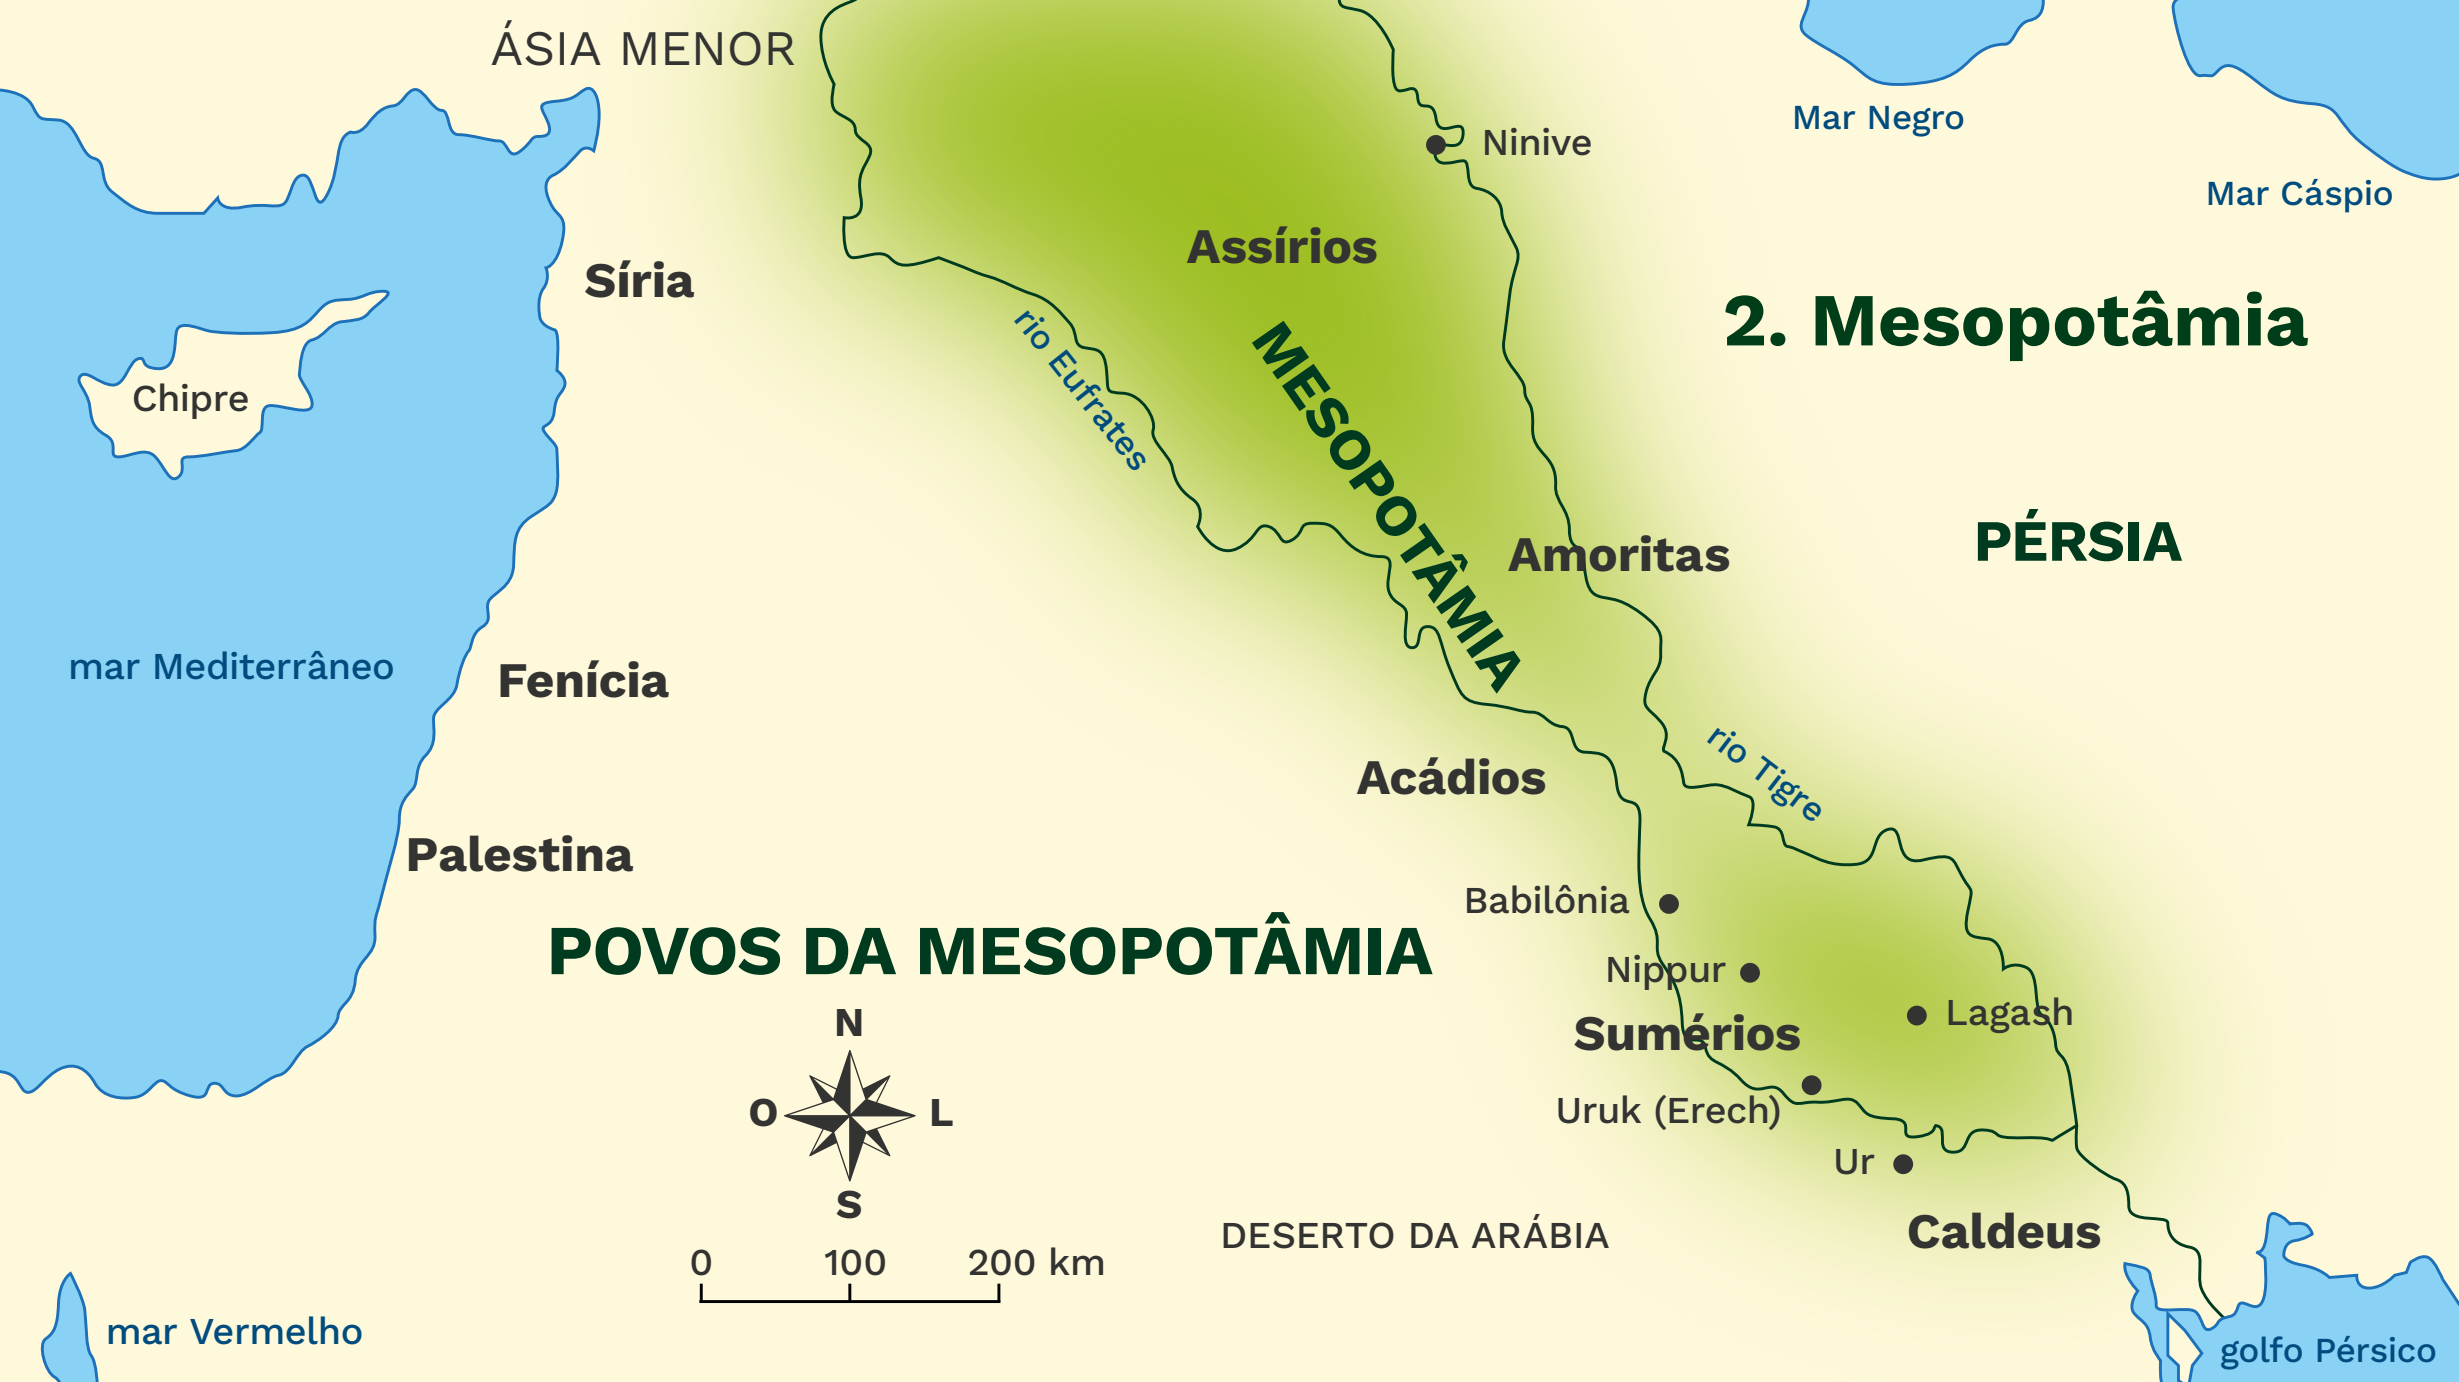 ÁSIA MENOR
Mar Negro
Ninive
Mar Cáspio
Assírios
Síria
2. Mesopotâmia
rio Eufrates
MESOPOTÂMIA
Chipre
PÉRSIA
Amoritas
mar Mediterrâneo
Fenícia
rio Tigre
Acádios
Palestina
Babilônia
POVOS DA MESOPOTÂMIA
Nippur
Lagash
N
Sumérios
O
L
Uruk (Erech)
Ur
S
DESERTO DA ARÁBIA
Caldeus
0 100 200 km
mar Vermelho
golfo Pérsico